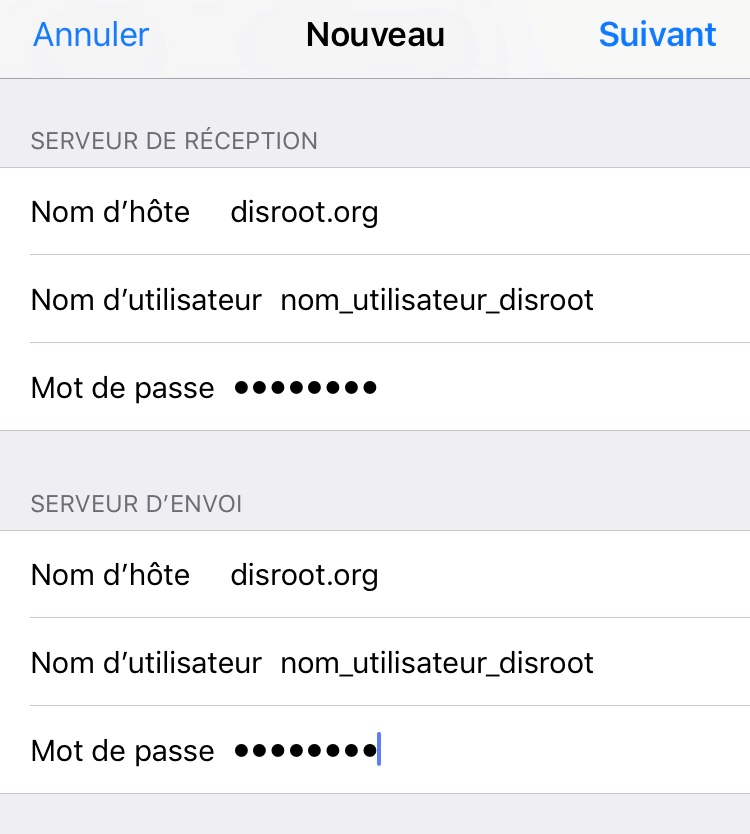 Annuler Nouveau Suivant
SERVEUR DE RÉCEPTION
Nom d’hôte disroot.org
Nom d’utilisateur nom_utilisateur_disroot
Mot de passe ●●●●●●●●
SERVEUR D’ENVOI
Nom d’hôte disroot.org
Nom d’utilisateur nom_utilisateur_disroot
Mot de passe ●●●●●●●●